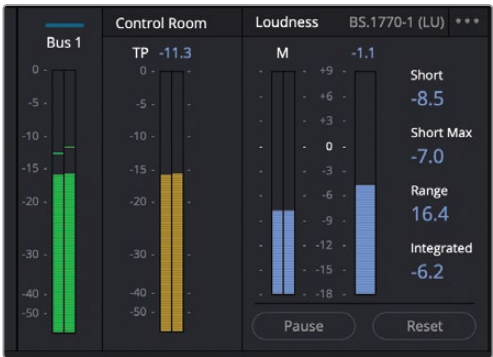 Control Room
Loudness BS.1770-1 (LU)
Bus 1
TP -11.3
M -1.1
0 -
-5 -
-10 -
-15 -
-20 -
-30 -
-40 -
-50 -
0 -
-5 -
-10 -
-15 -
-20 -
-30 -
-40 -
-50 -
- +9 -
- +6 -
- +3 -
- 0 -
- -3 -
- -6 -
- -9 -
- -12 -
- -15 -
- -18 -
Short
-8.5
Short Max
-7.0
Range
16.4
Integrated
-6.2
Pause
Reset